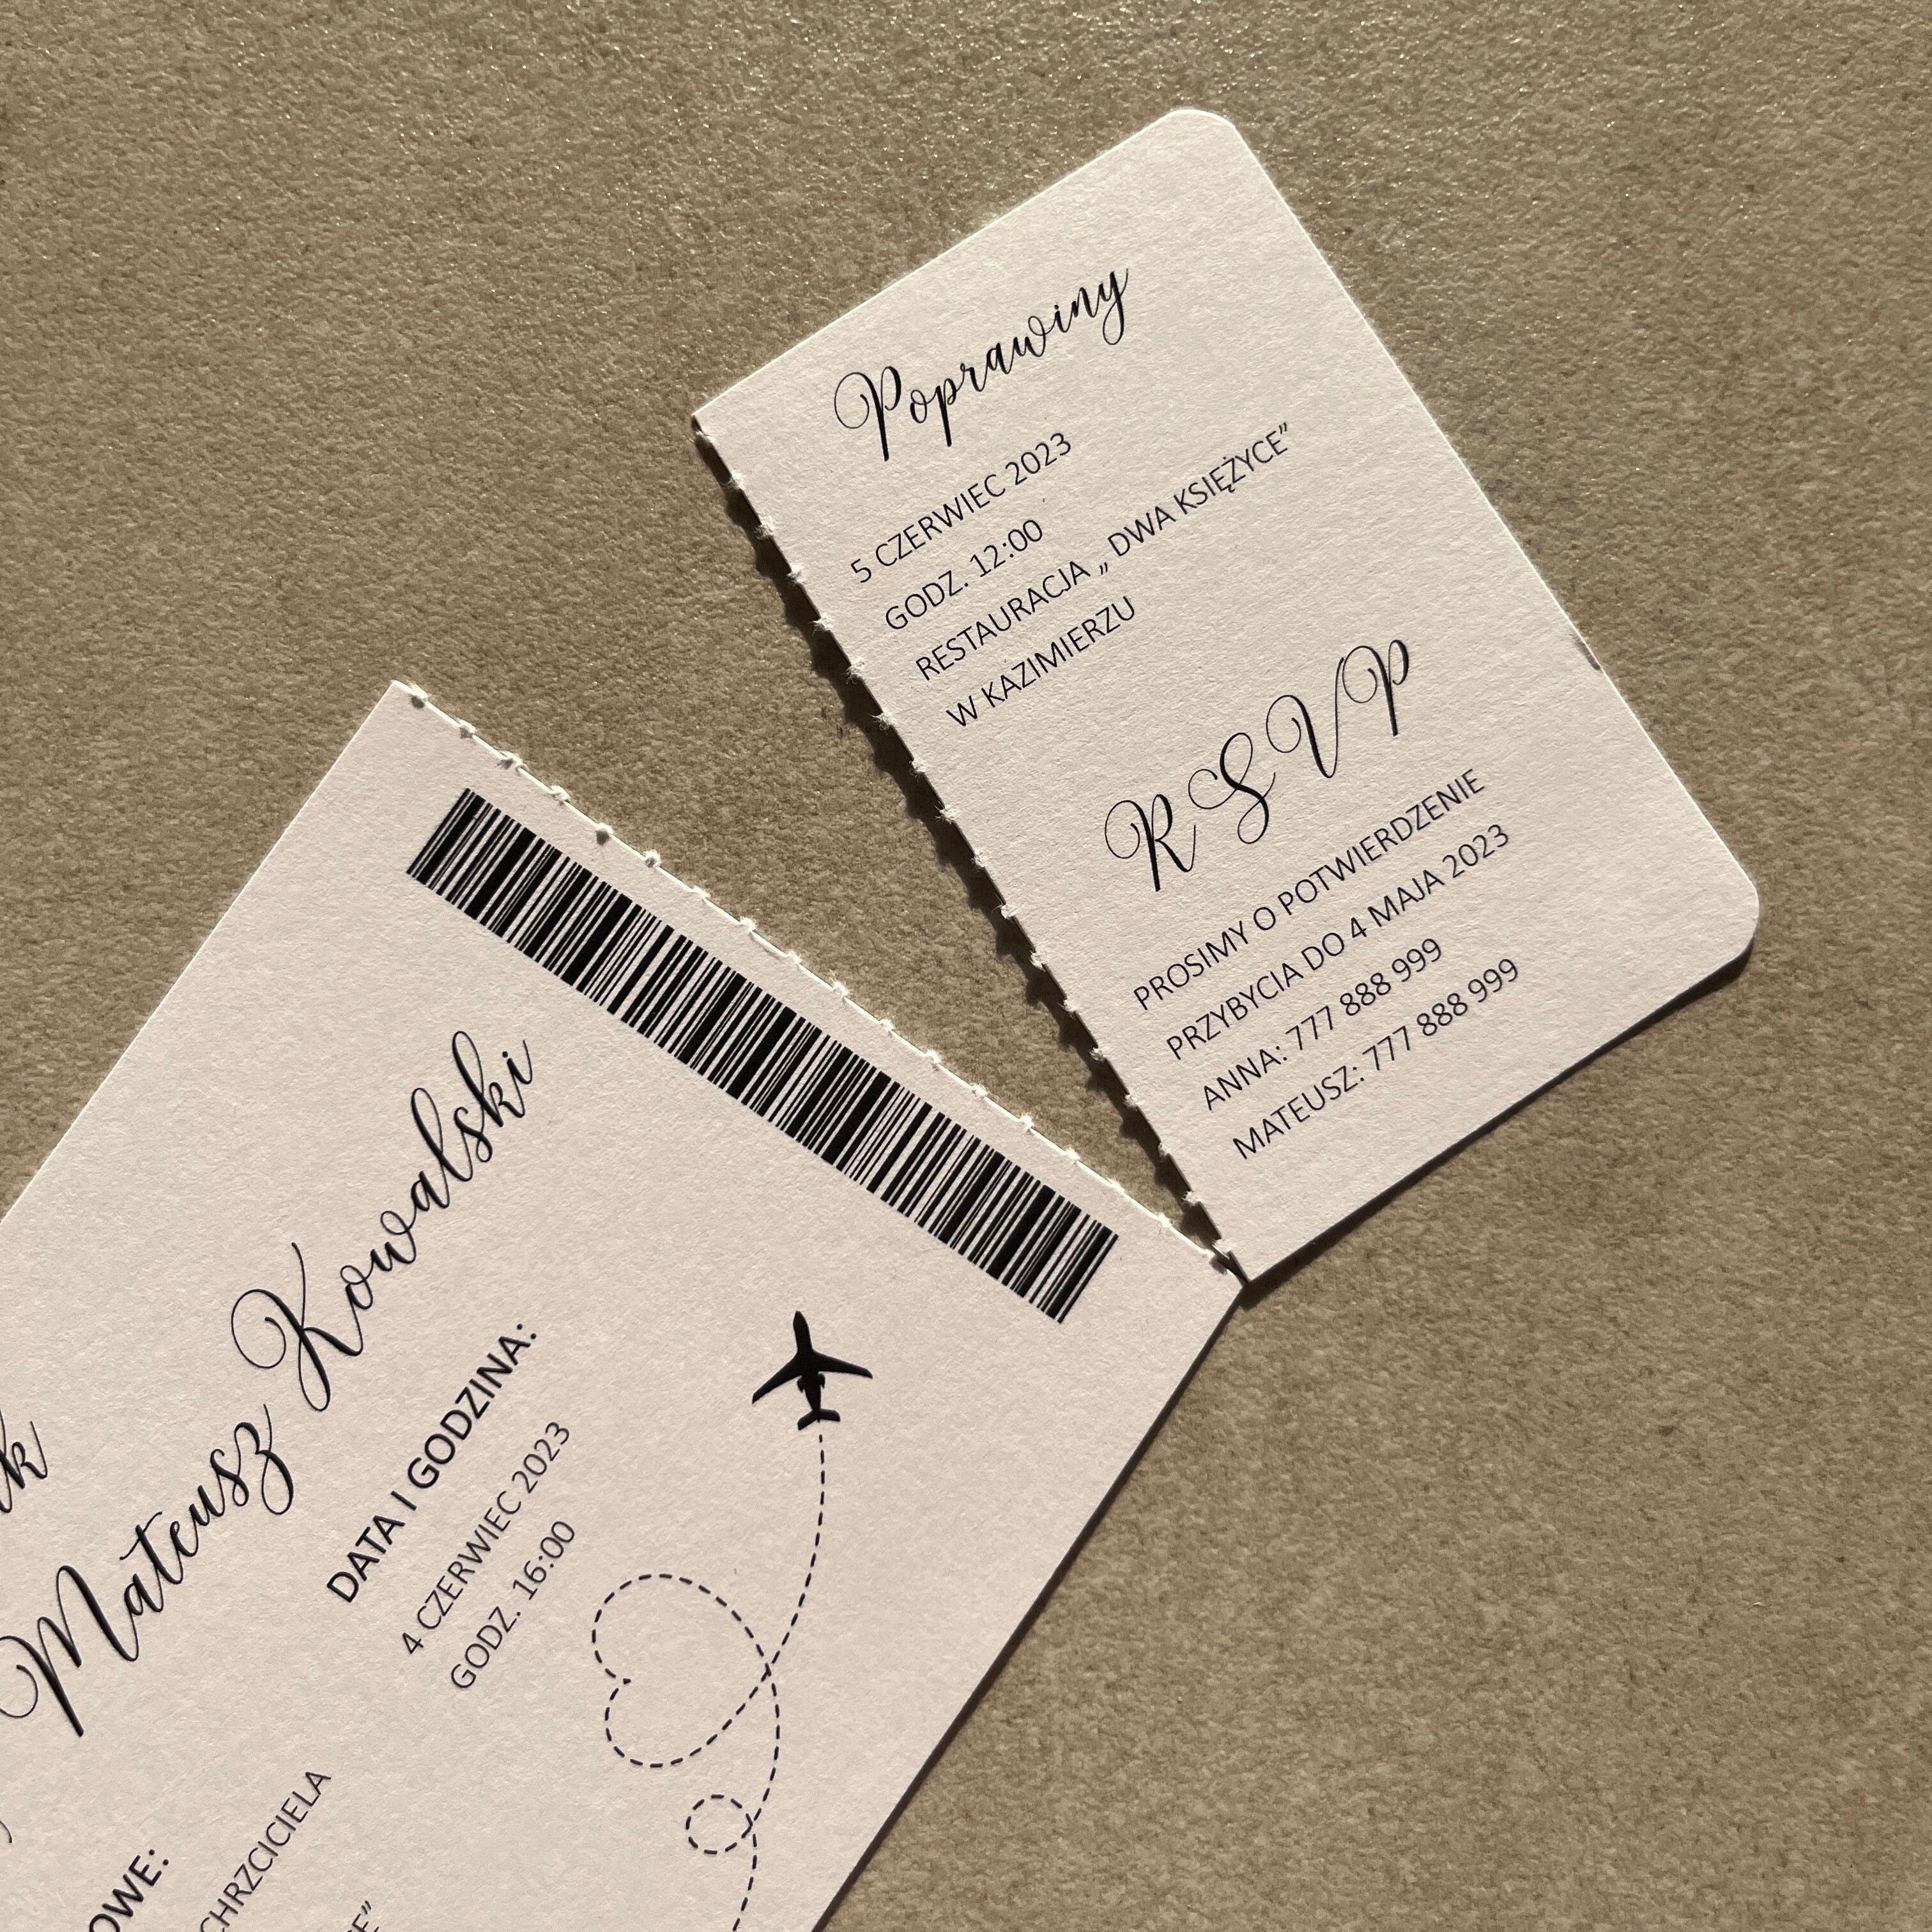 Poprawiny
5 CZERWIEC 2023
GODZ. 12:00
RESTAURACJA „ DWA KSIĘŻYCE”
W KAZIMIERZU
R S V P
PROSIMY O POTWIERDZENIE
PRZYBYCIA DO 4 MAJA 2023
ANNA: 777 888 999
MATEUSZ: 777 888 999
Mateusz Kowalski
DATA I GODZINA:
4 CZERWIEC 2023
GODZ. 16:00
CHRZCICIELA